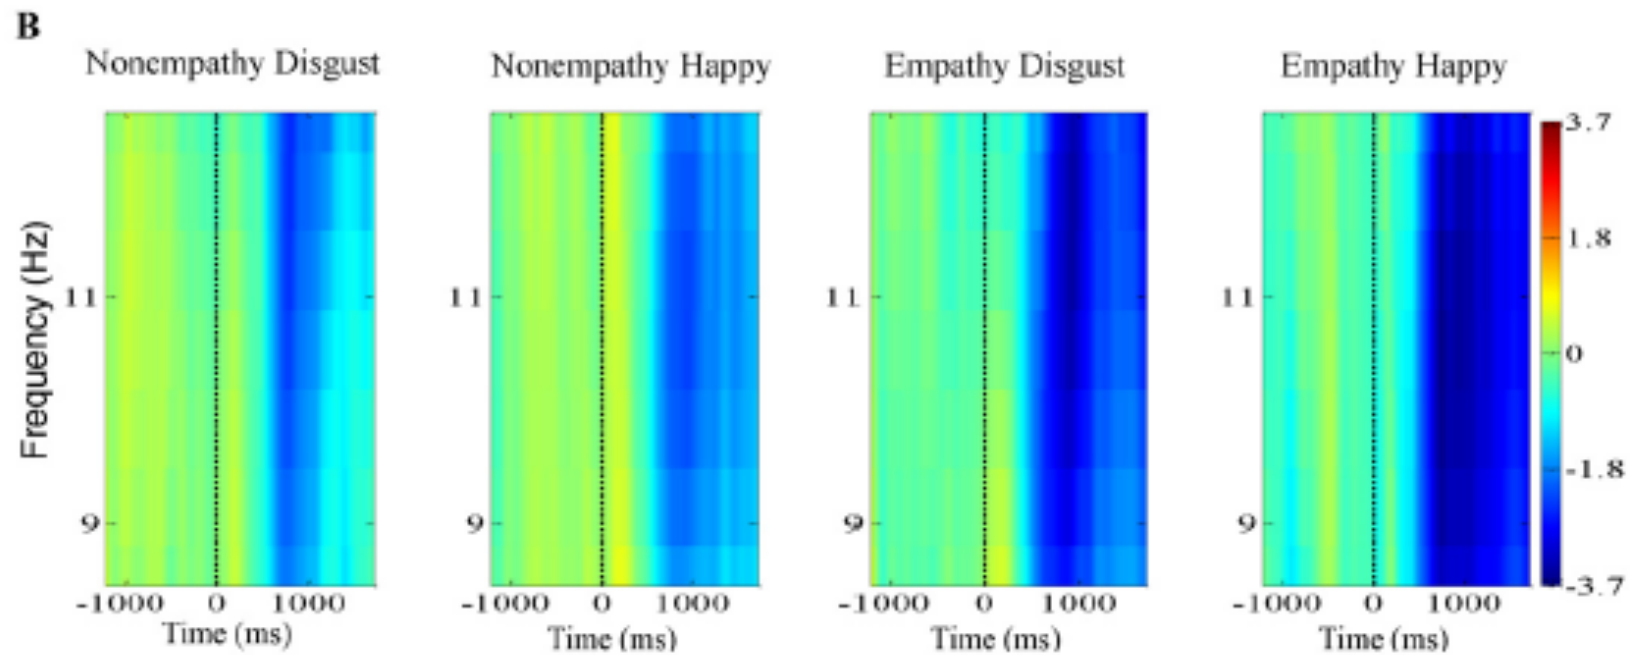 B
Nonempathy Disgust
Nonempathy Happy
Empathy Disgust
Empathy Happy
Frequency (Hz)
11
9
11
9
11
9
11
9
-1000 0 1000
-1000 0 1000
-1000 0 1000
-1000 0 1000
Time (ms)
Time (ms)
Time (ms)
Time (ms)
3.7
1.8
0
-1.8
-3.7